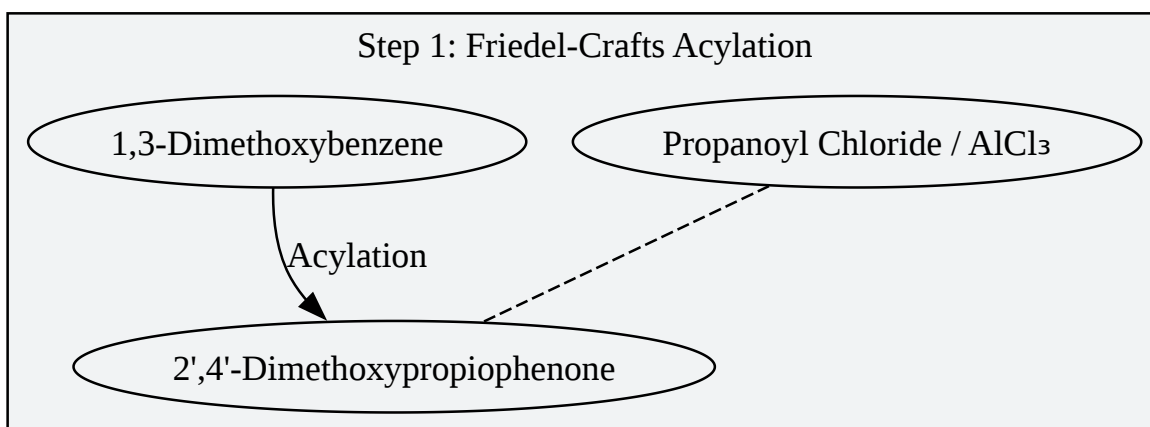 Step 1: Friedel-Crafts Acylation
1,3-Dimethoxybenzene
Propanoyl Chloride / AlCl₃
Acylation
2',4'-Dimethoxypropiophenone